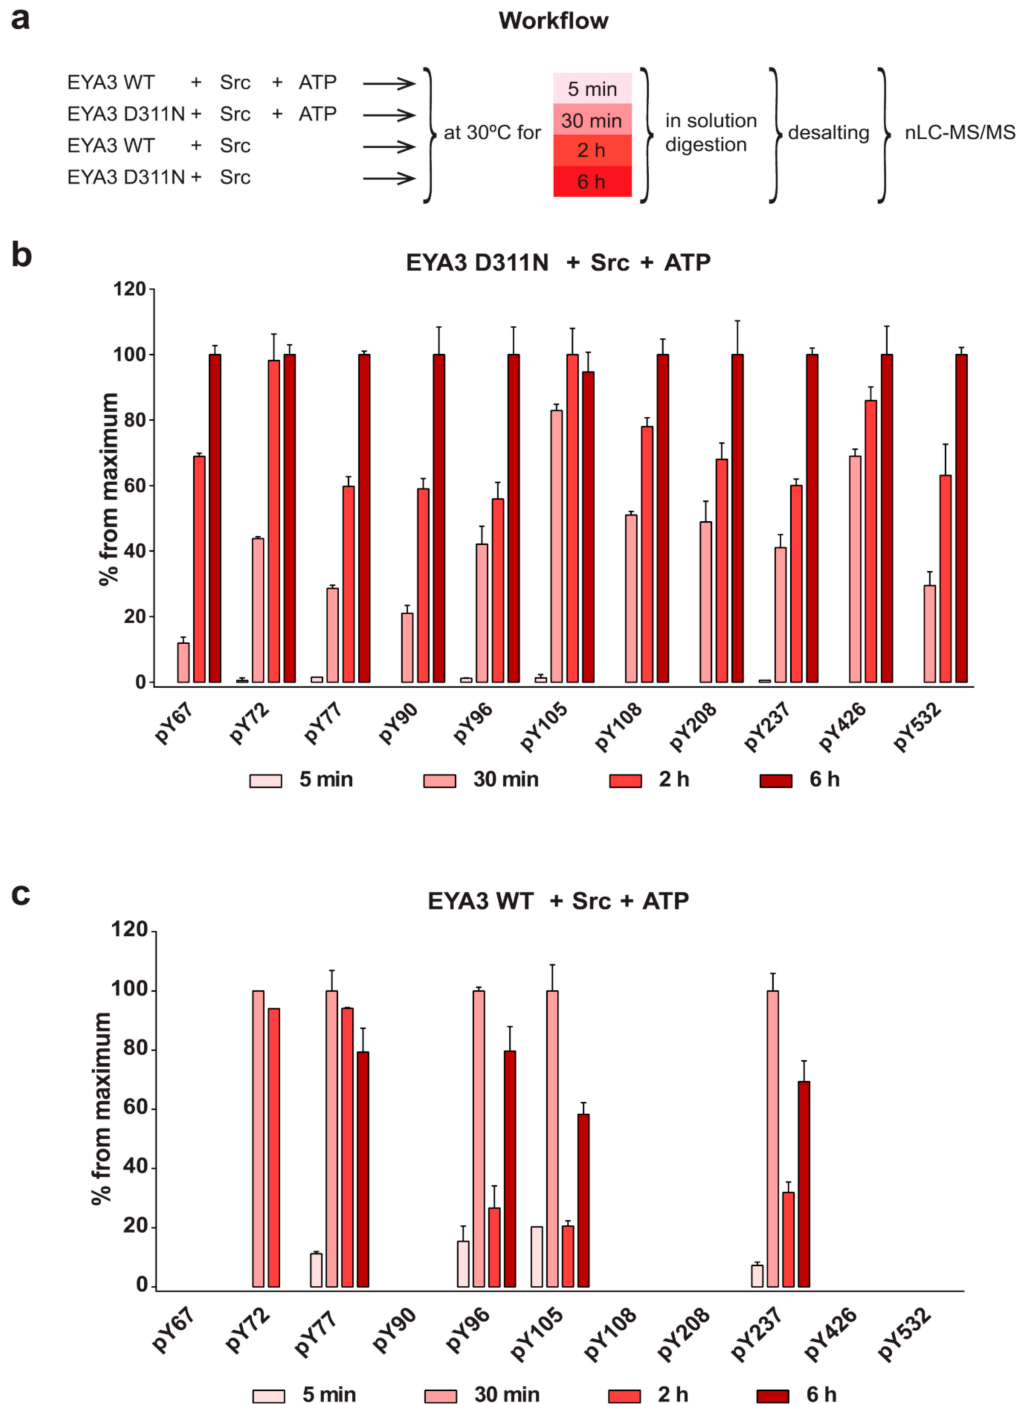 a
Workflow
EYA3 WT + Src + ATP
EYA3 D311N + Src + ATP
EYA3 WT + Src
EYA3 D311N + Src
at 30ºC for
5 min
30 min
2 h
6 h
in solution
digestion
desalting
nLC-MS/MS
b
EYA3 D311N + Src + ATP
% from maximum
120
100
80
60
40
20
0
pY67 pY72 pY77 pY90 pY96 pY105 pY108 pY208 pY237 pY426 pY532
5 min 30 min 2 h 6 h
c
EYA3 WT + Src + ATP
% from maximum
120
100
80
60
40
20
0
pY67 pY72 pY77 pY90 pY96 pY105 pY108 pY208 pY237 pY426 pY532
5 min 30 min 2 h 6 h